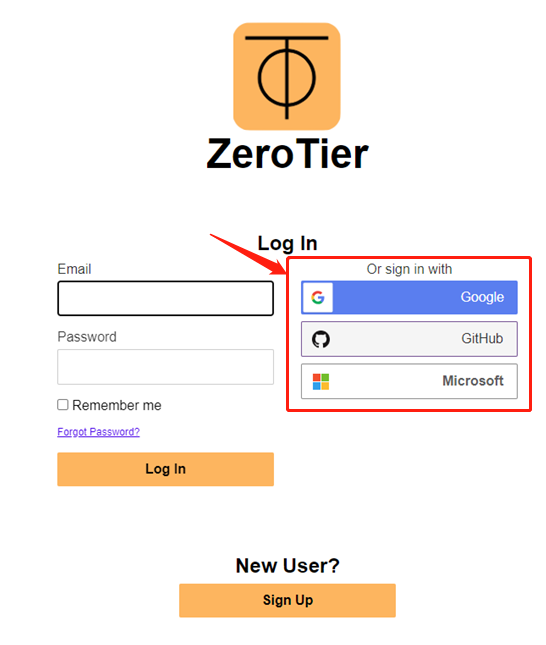 ZeroTier
Log In
Email
Password
Remember me
Forgot Password?
Log In
Or sign in with
Google
GitHub
Microsoft
New User?
Sign Up